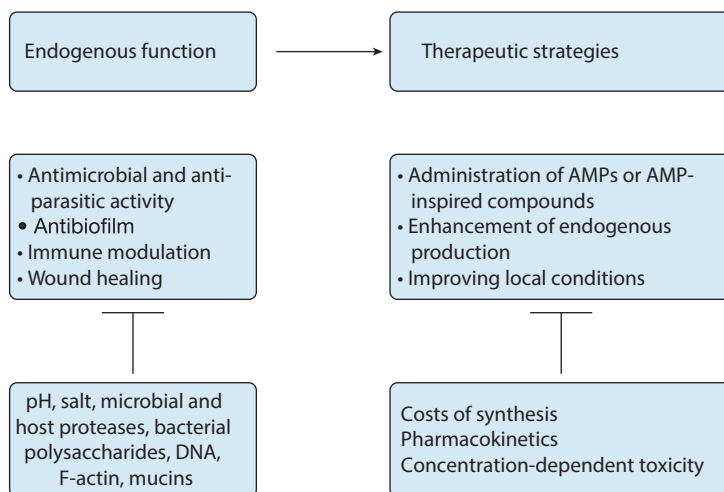 Endogenous function
Therapeutic strategies
• Antimicrobial and anti-
parasitic activity
• Antibiofilm
• Immune modulation
• Wound healing
• Administration of AMPs or AMP-
inspired compounds
• Enhancement of endogenous
production
• Improving local conditions
pH, salt, microbial and
host proteases, bacterial
polysaccharides, DNA,
F-actin, mucins
Costs of synthesis
Pharmacokinetics
Concentration-dependent toxicity